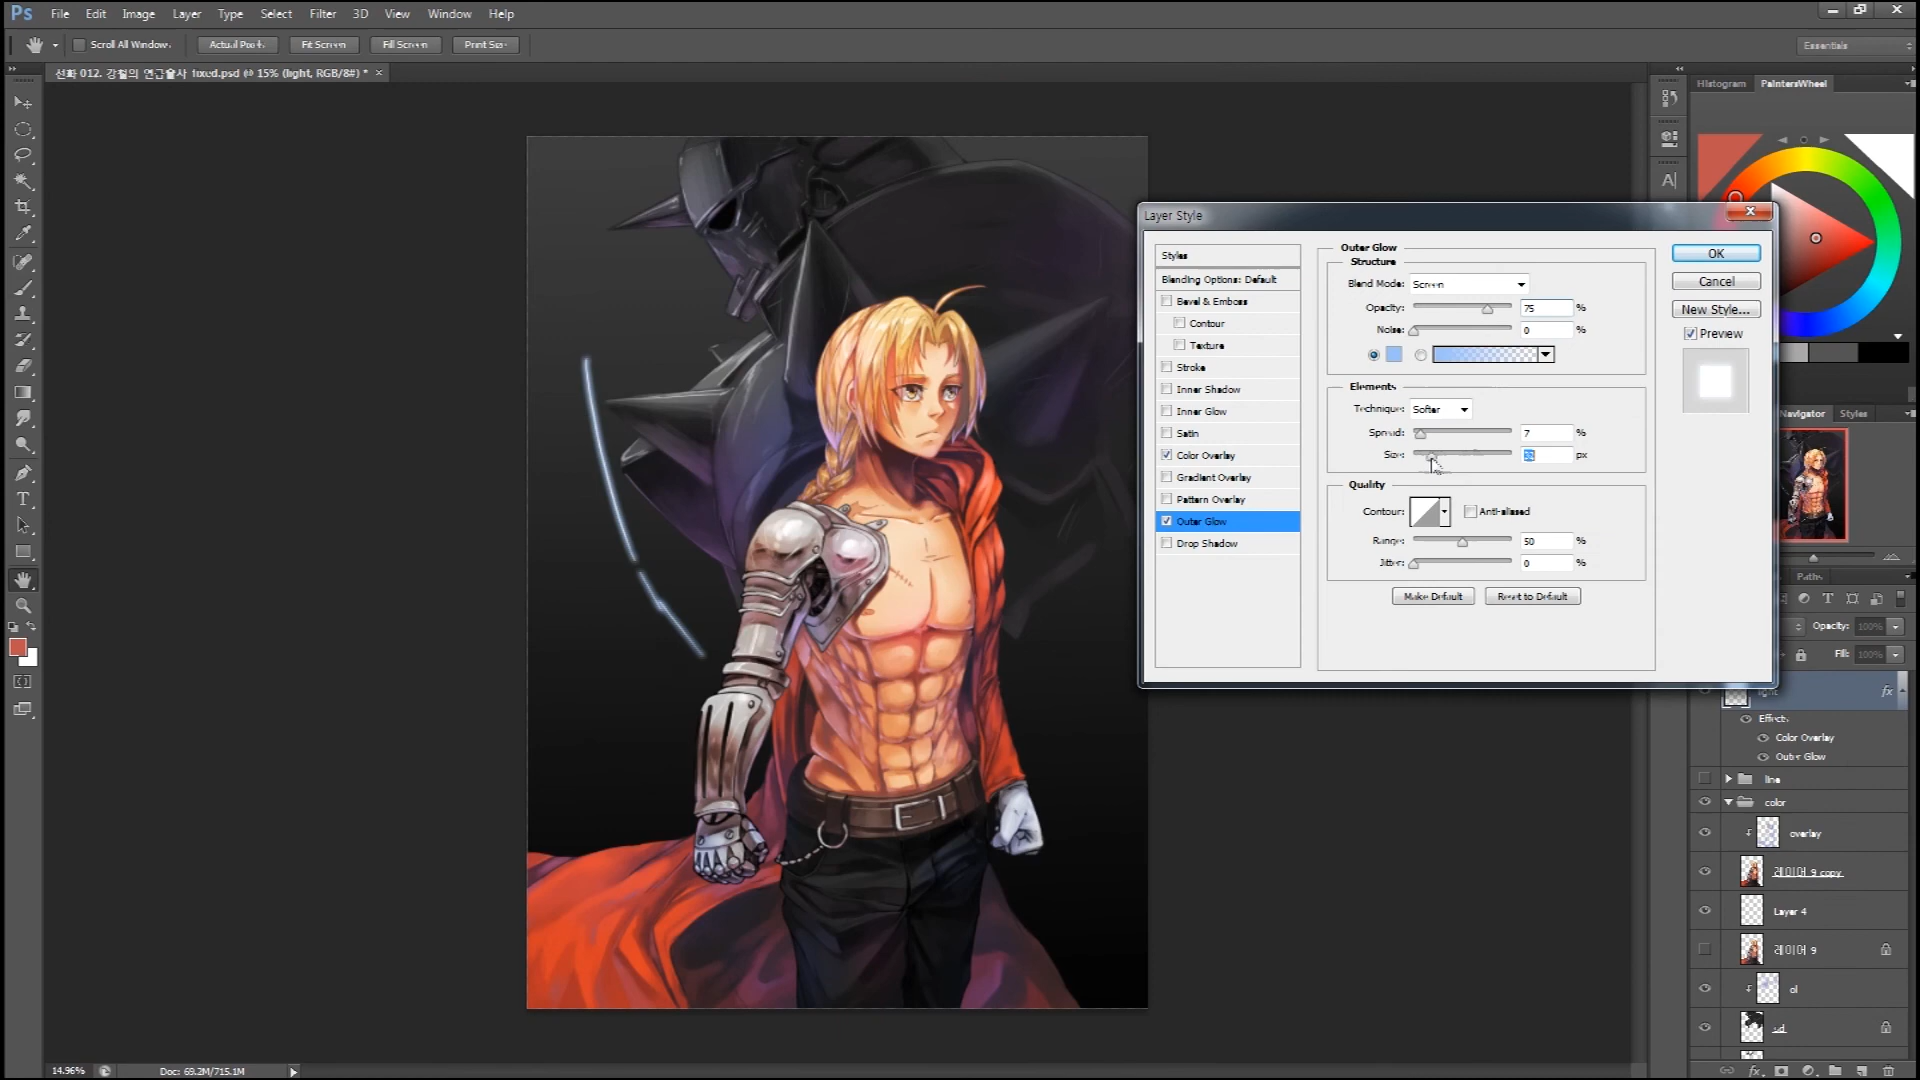 Ps File Edit Image Layer Type Select Filter 3D View Window Help
Scroll All Windows Actual Pixels Fit Screen Fill Screen Print Size Essentials
선화 012. 강철의 연금술사 fixed.psd @ 15% (light, RGB/8#) * ×
Histogram PaintersWheel
Layer Style
Styles
Blending Options: Default
Bevel & Emboss
Contour
Texture
Stroke
Inner Shadow
Inner Glow
Satin
Color Overlay
Gradient Overlay
Pattern Overlay
Outer Glow
Drop Shadow
Outer Glow
Structure
Blend Mode: Screen
Opacity: 75 %
Noise: 0 %
Elements
Technique: Softer
Spread: 7 %
Size: px
Quality
Contour: Anti-aliased
Range: 50 %
Jitter: 0 %
Make Default Reset to Default
OK
Cancel
New Style...
Preview
Navigator Styles
Paths
Opacity: 100%
Fill: 100%
light fx
Effects
Color Overlay
Outer Glow
line
color
overlay
레이어 9 copy
Layer 4
레이어 9
ol
14.96% Doc: 69.2M/715.1M